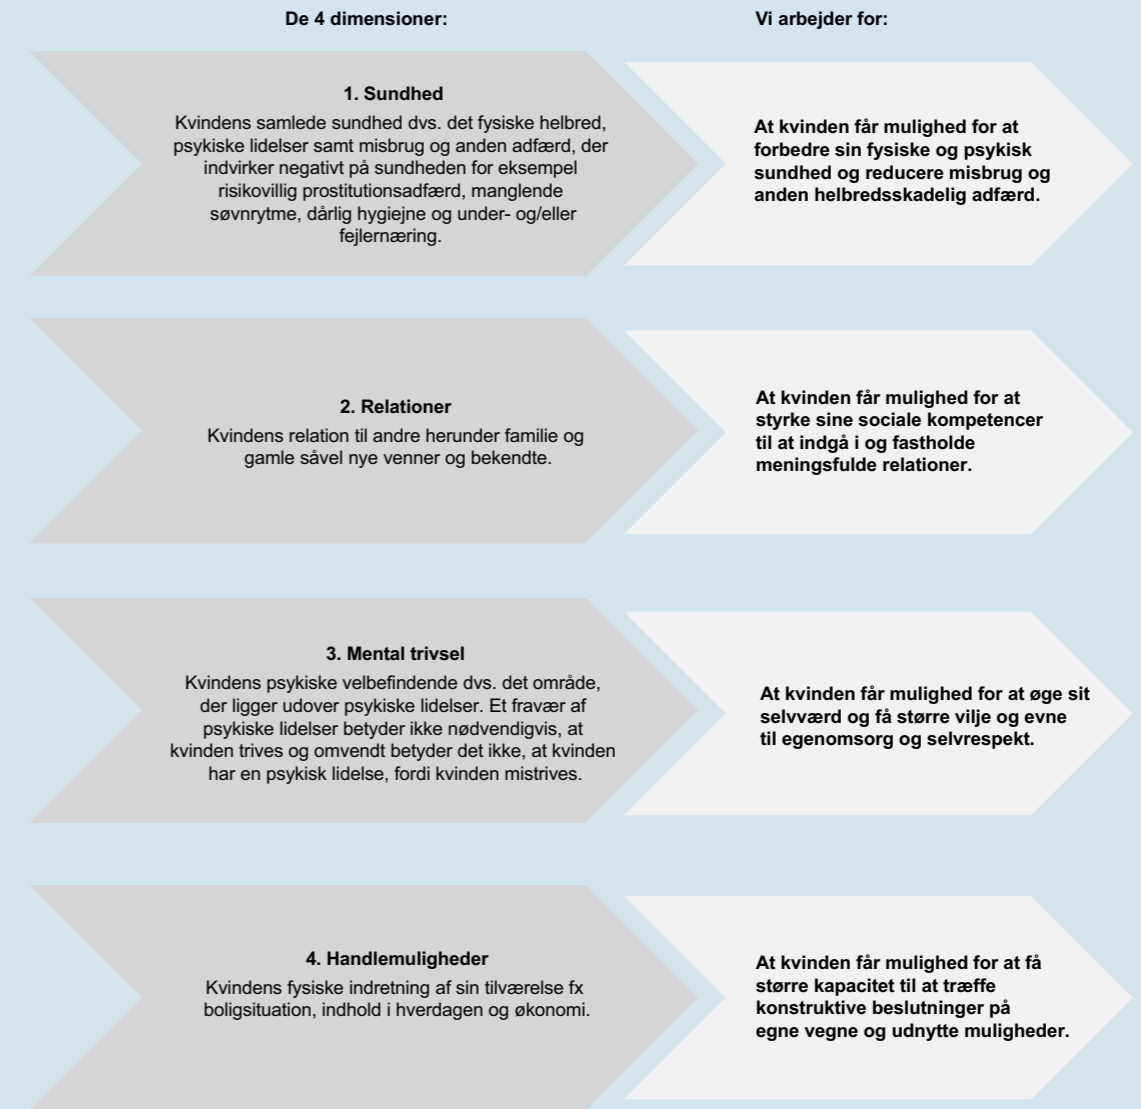 De 4 dimensioner:
Vi arbejder for:
1. Sundhed
Kvindens samlede sundhed dvs. det fysiske helbred,
psykiske lidelser samt misbrug og anden adfærd, der
indvirker negativt på sundheden for eksempel
risikovillig prostitutionsadfærd, manglende
søvnrytme, dårlig hygiejne og under- og/eller
fejlernæring.
At kvinden får mulighed for at
forbedre sin fysiske og psykisk
sundhed og reducere misbrug og
anden helbredsskadelig adfærd.
2. Relationer
Kvindens relation til andre herunder familie og
gamle såvel nye venner og bekendte.
At kvinden får mulighed for at
styrke sine sociale kompetencer
til at indgå i og fastholde
meningsfulde relationer.
3. Mental trivsel
Kvindens psykiske velbefindende dvs. det område,
der ligger udover psykiske lidelser. Et fravær af
psykiske lidelser betyder ikke nødvendigvis, at
kvinden trives og omvendt betyder det ikke, at kvinden
har en psykisk lidelse, fordi kvinden mistrives.
At kvinden får mulighed for at øge sit
selvværd og få større vilje og evne
til egenomsorg og selvrespekt.
4. Handlemuligheder
Kvindens fysiske indretning af sin tilværelse fx
boligsituation, indhold i hverdagen og økonomi.
At kvinden får mulighed for at få
større kapacitet til at træffe
konstruktive beslutninger på
egne vegne og udnytte muligheder.